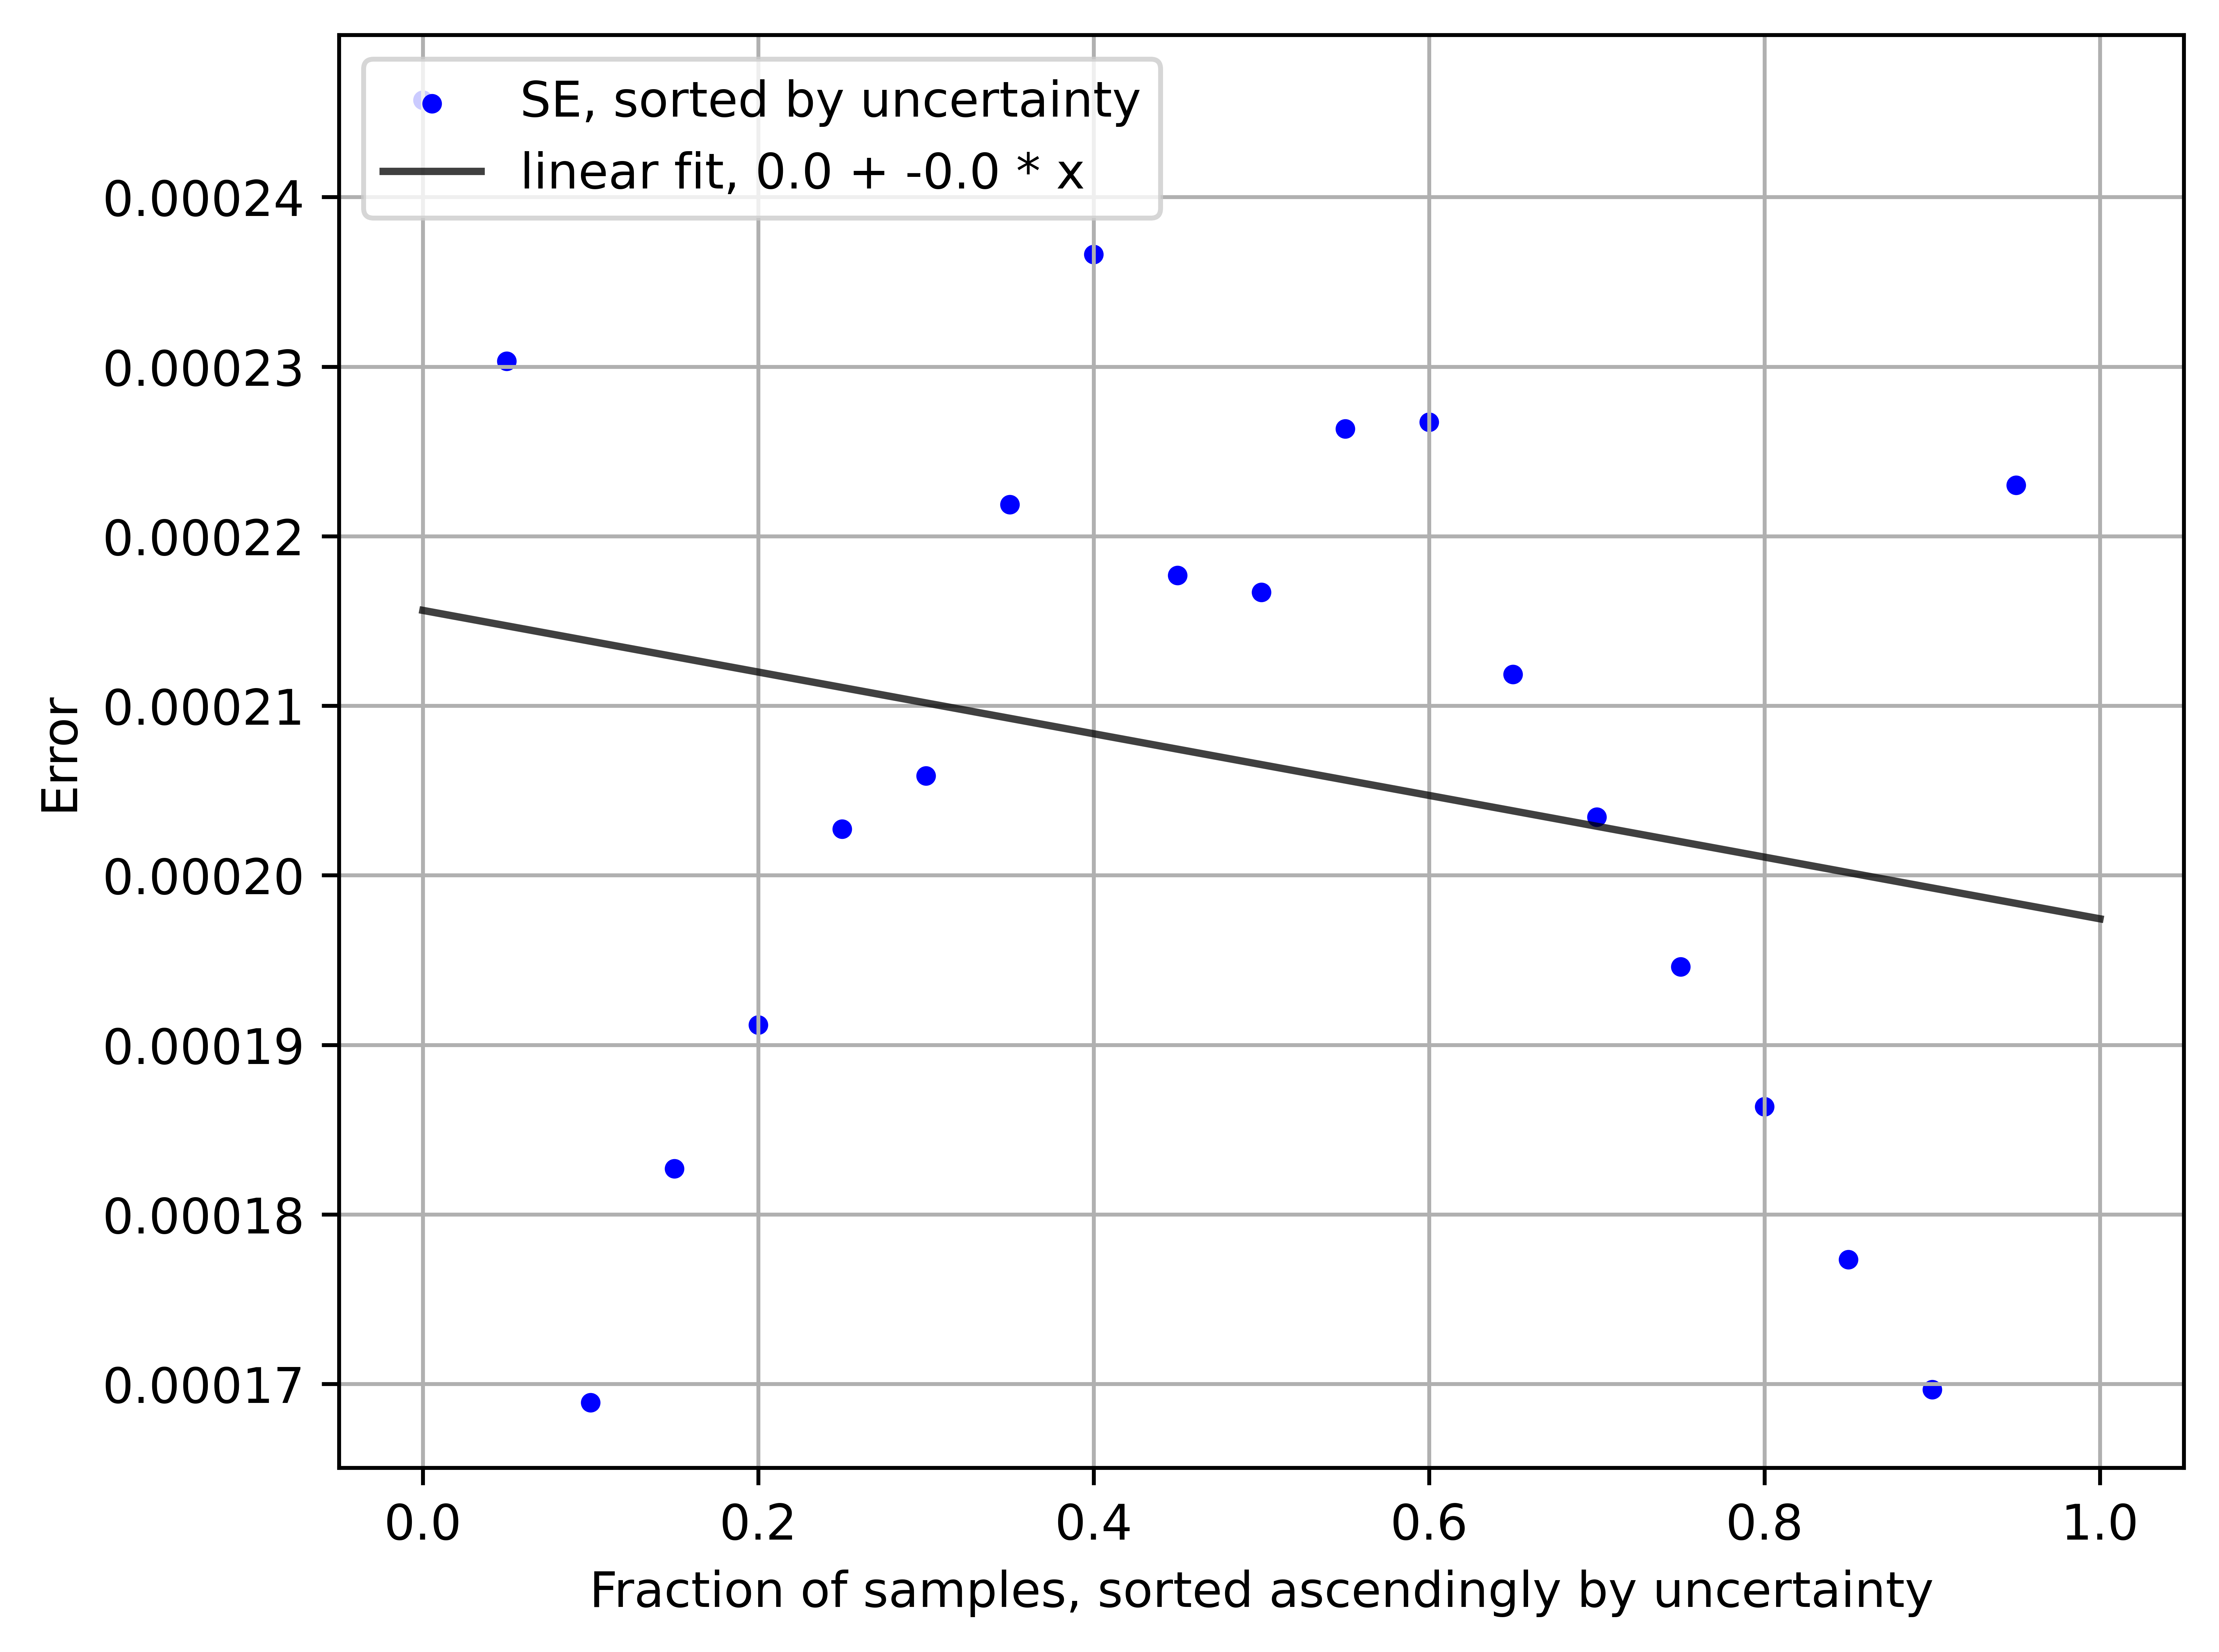 SE, sorted by uncertainty
linear fit, 0.0 + -0.0 * x
0.00024
0.00023
0.00022
0.00021
0.00020
0.00019
0.00018
0.00017
Error
0.0 0.2 0.4 0.6 0.8 1.0
Fraction of samples, sorted ascendingly by uncertainty